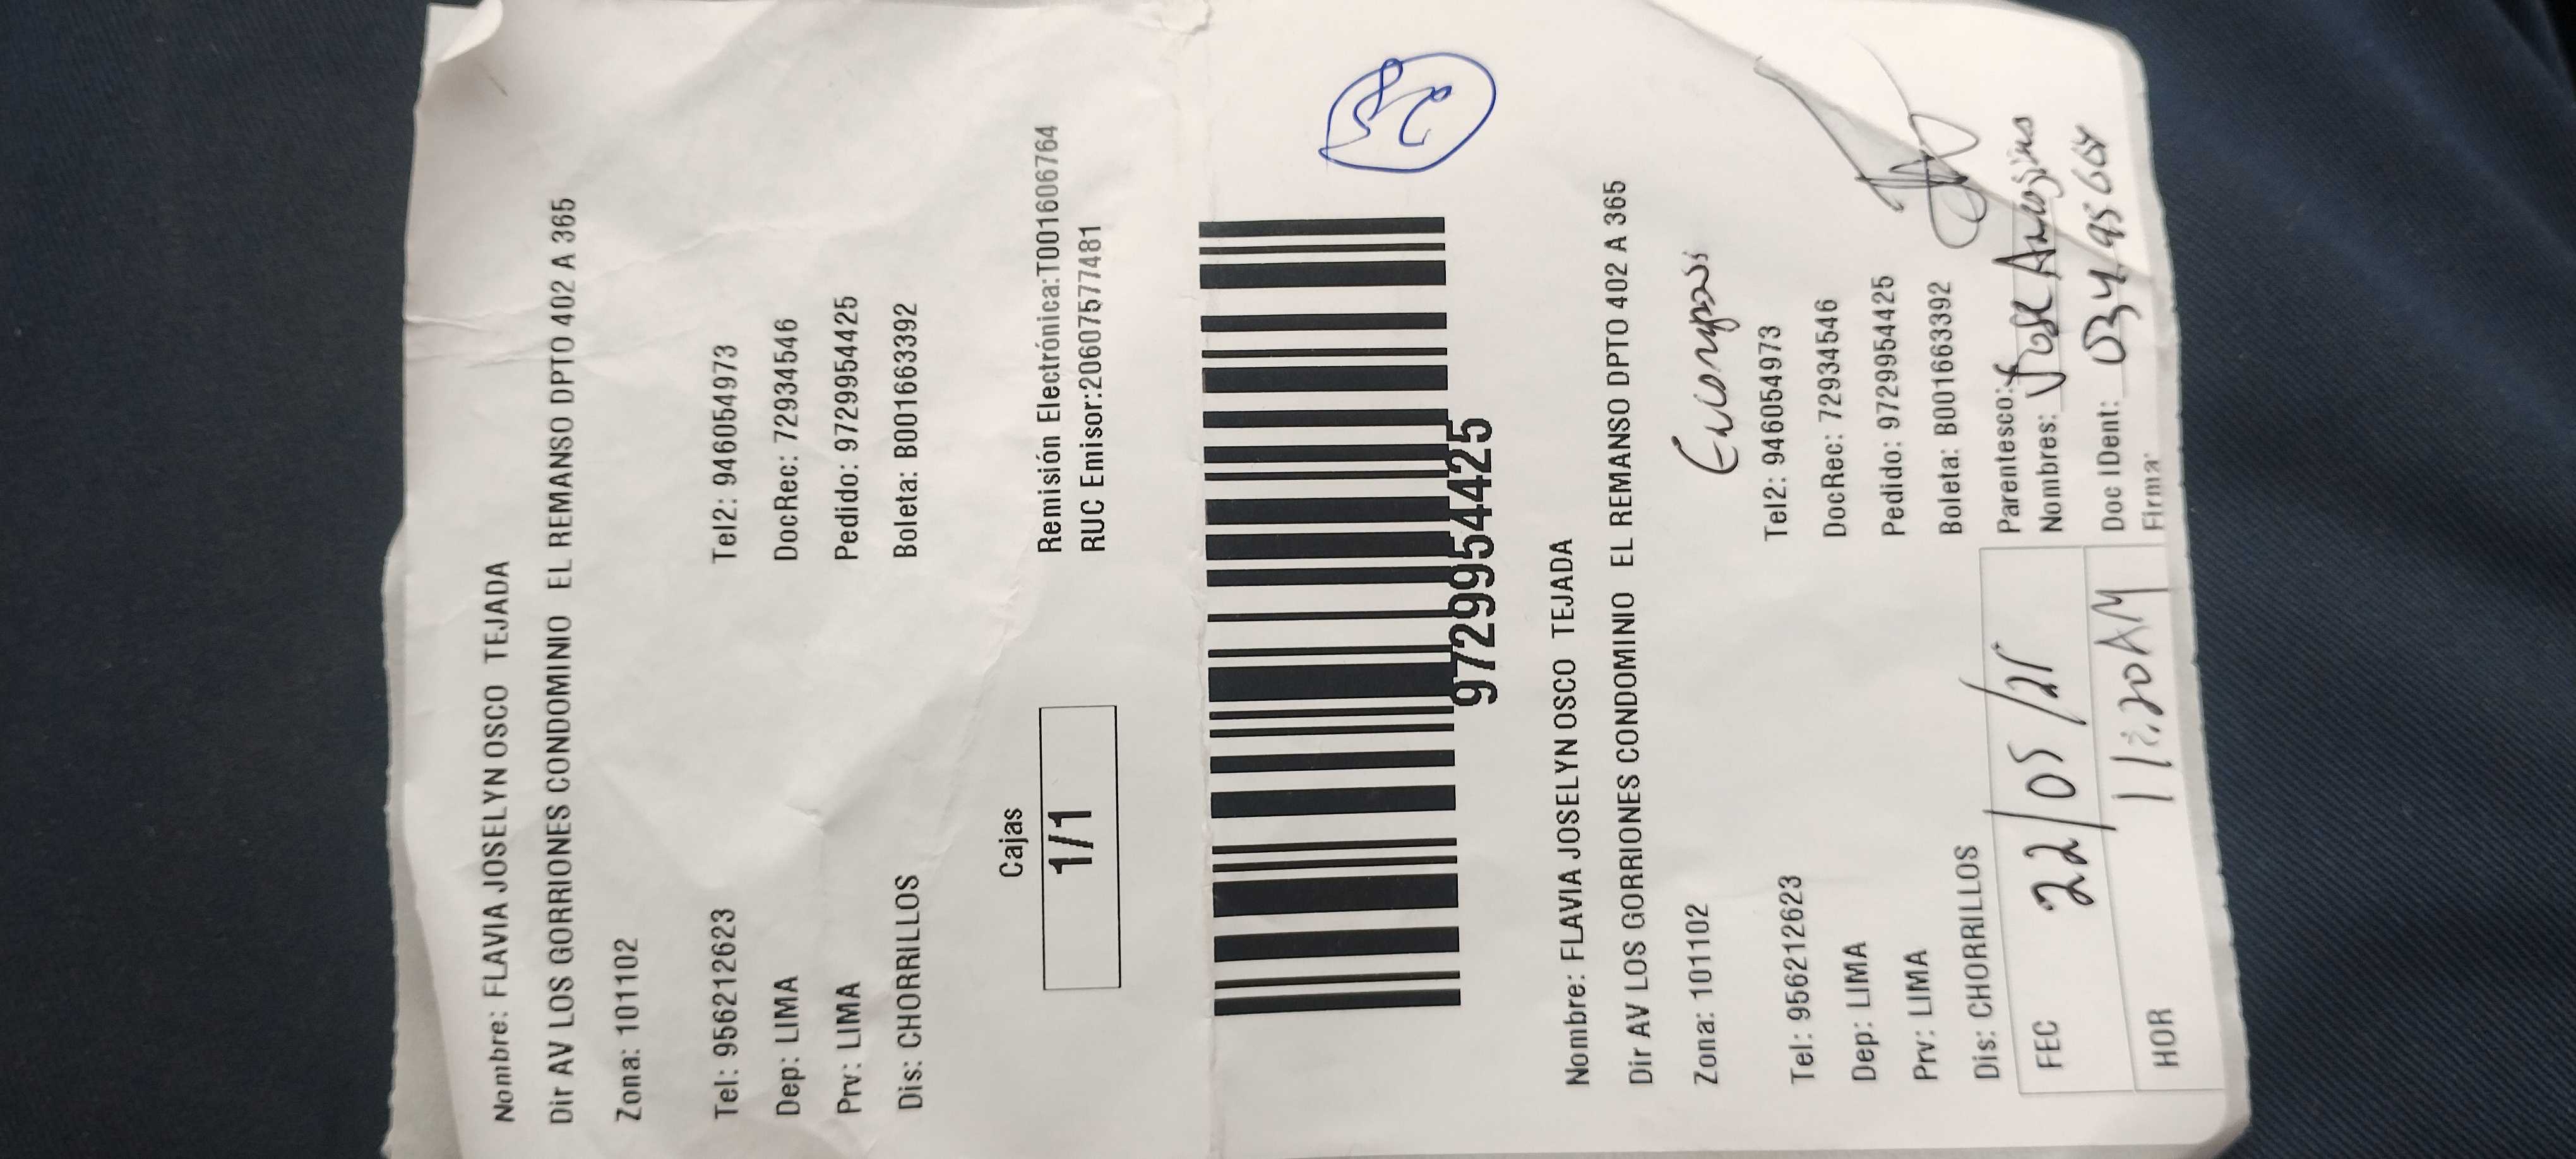 Nombre: FLAVIA JOSELYN OSCO TEJADA
Dir AV LOS GORRIONES CONDOMINIO EL REMANSO DPTO 402 A 365
Zona: 101102
Tel: 956212623 Tel2: 946054973
Dep: LIMA DocRec: 72934546
Prv: LIMA Pedido: 9729954425
Dis: CHORRILLOS Boleta: B001663392
Cajas
1/1
Remisión Electrónica:T001606764
RUC Emisor:20607577481
9729954425
Nombre: FLAVIA JOSELYN OSCO TEJADA
Dir AV LOS GORRIONES CONDOMINIO EL REMANSO DPTO 402 A 365
Zona: 101102
Tel: 956212623 Tel2: 946054973
Dep: LIMA DocRec: 72934546
Prv: LIMA Pedido: 9729954425
Dis: CHORRILLOS Boleta: B001663392
FEC 22/05/25
HOR 11:20AM
Parentesco:
Nombres: Jose
Doc IDent:
Firma: